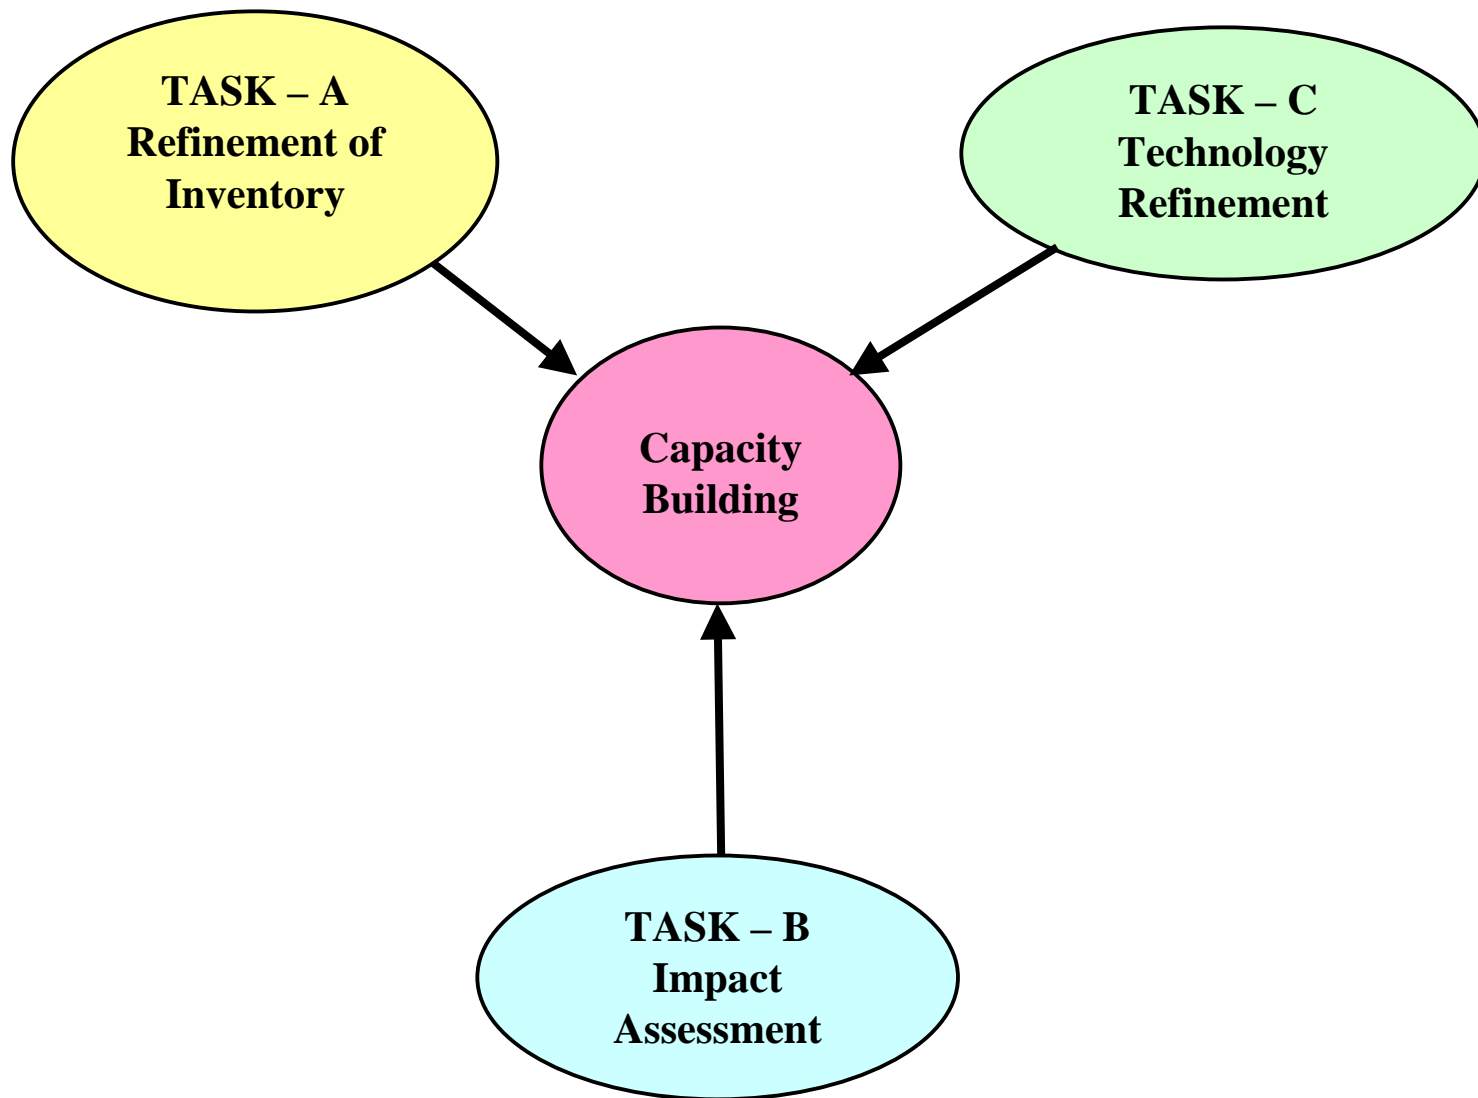 TASK – A
Refinement of
Inventory
TASK – C
Technology
Refinement
Capacity
Building
TASK – B
Impact
Assessment